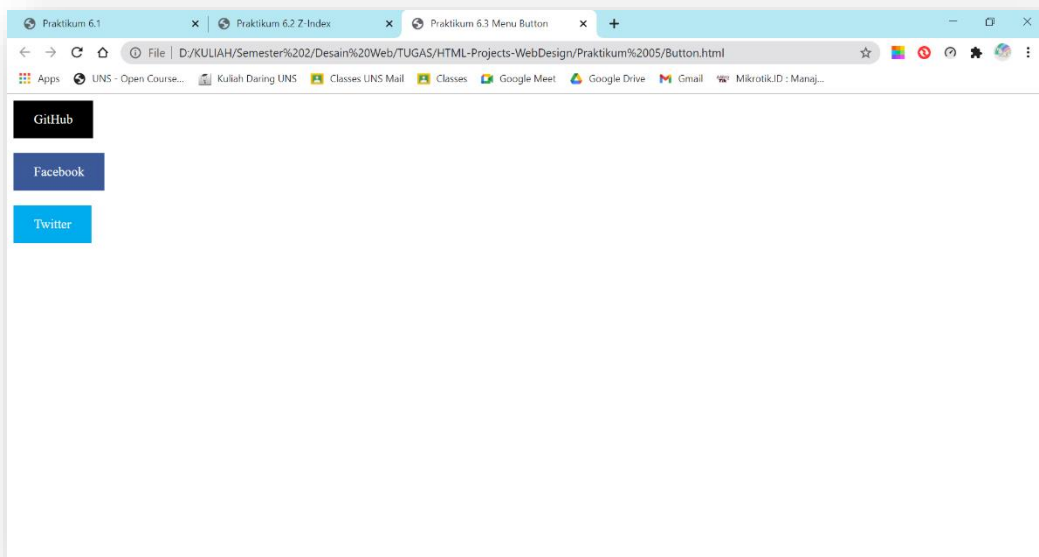 Praktikum 6.1 Praktikum 6.2 Z-Index Praktikum 6.3 Menu Button
File | D:/KULIAH/Semester%202/Desain%20Web/TUGAS/HTML-Projects-WebDesign/Praktikum%2005/Button.html
Apps UNS - Open Course... Kuliah Daring UNS Classes UNS Mail Classes Google Meet Google Drive Gmail Mikrotik.ID : Manaj...
GitHub
Facebook
Twitter